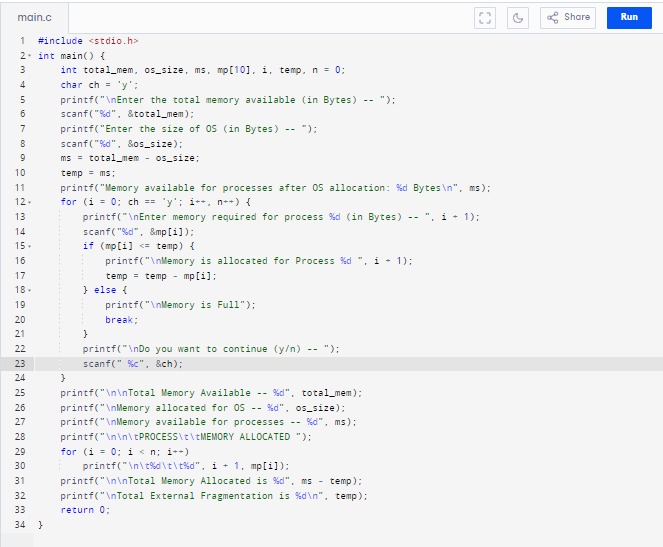 main.c
Share
Run
1 #include <stdio.h>
2 int main() {
3 int total_mem, os_size, ms, mp[10], i, temp, n = 0;
4 char ch = 'y';
5 printf("\nEnter the total memory available (in Bytes) -- ");
6 scanf("%d", &total_mem);
7 printf("Enter the size of OS (in Bytes) -- ");
8 scanf("%d", &os_size);
9 ms = total_mem - os_size;
10 temp = ms;
11 printf("Memory available for processes after OS allocation: %d Bytes\n", ms);
12 for (i = 0; ch == 'y'; i++, n++) {
13 printf("\nEnter memory required for process %d (in Bytes) -- ", i + 1);
14 scanf("%d", &mp[i]);
15 if (mp[i] <= temp) {
16 printf("\nMemory is allocated for Process %d ", i + 1);
17 temp = temp - mp[i];
18 } else {
19 printf("\nMemory is Full");
20 break;
21 }
22 printf("\nDo you want to continue (y/n) -- ");
23 scanf(" %c", &ch);
24 }
25 printf("\n\nTotal Memory Available -- %d", total_mem);
26 printf("\nMemory allocated for OS -- %d", os_size);
27 printf("\nMemory available for processes -- %d", ms);
28 printf("\n\n\tPROCESS\t\tMEMORY ALLOCATED ");
29 for (i = 0; i < n; i++)
30 printf("\n\t%d\t\t%d", i + 1, mp[i]);
31 printf("\n\nTotal Memory Allocated is %d", ms - temp);
32 printf("\nTotal External Fragmentation is %d\n", temp);
33 return 0;
34 }